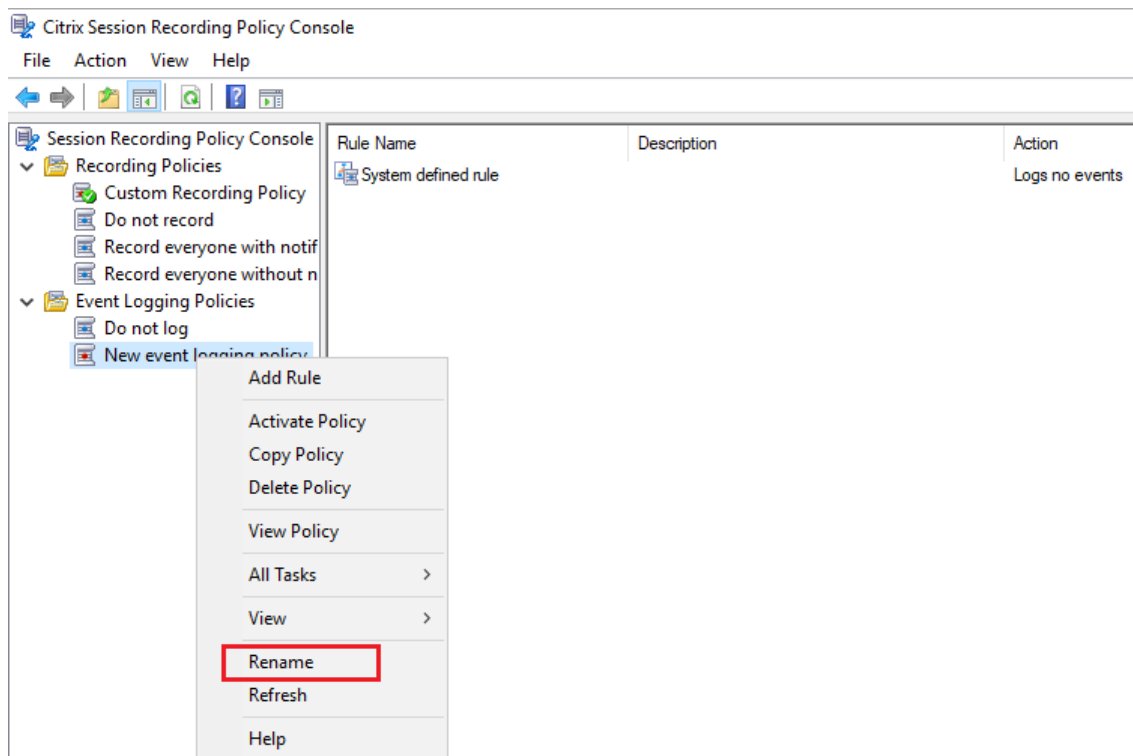 Citrix Session Recording Policy Console
File Action View Help
Session Recording Policy Console
Rule Name Description Action
Recording Policies
System defined rule Logs no events
Custom Recording Policy
Do not record
Record everyone with notif
Record everyone without n
Event Logging Policies
Do not log
New event logging policy
Add Rule
Activate Policy
Copy Policy
Delete Policy
View Policy
All Tasks
View
Rename
Refresh
Help